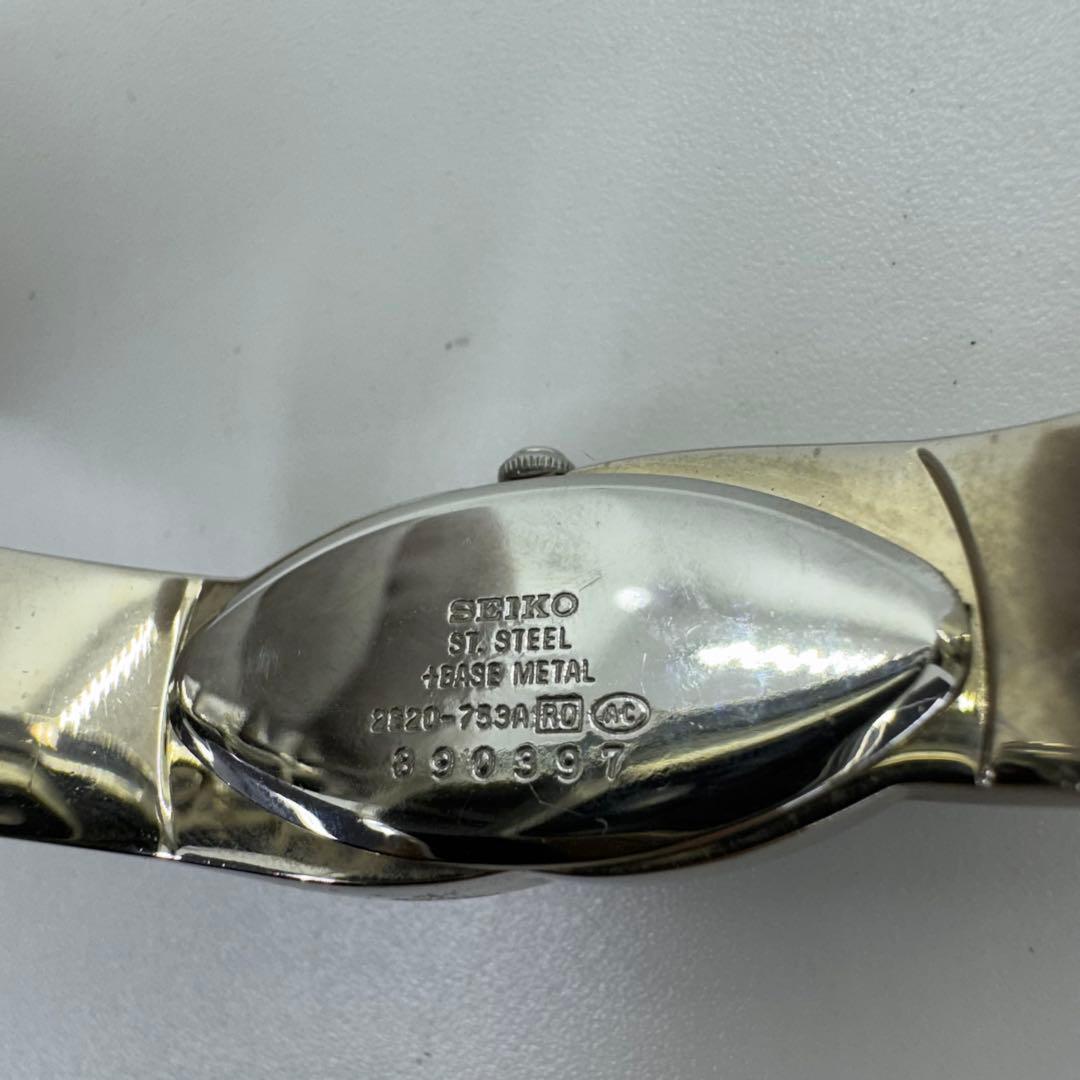 SEIKO
ST. STEEL
+BASE METAL
2E20-753A RO AC
890397